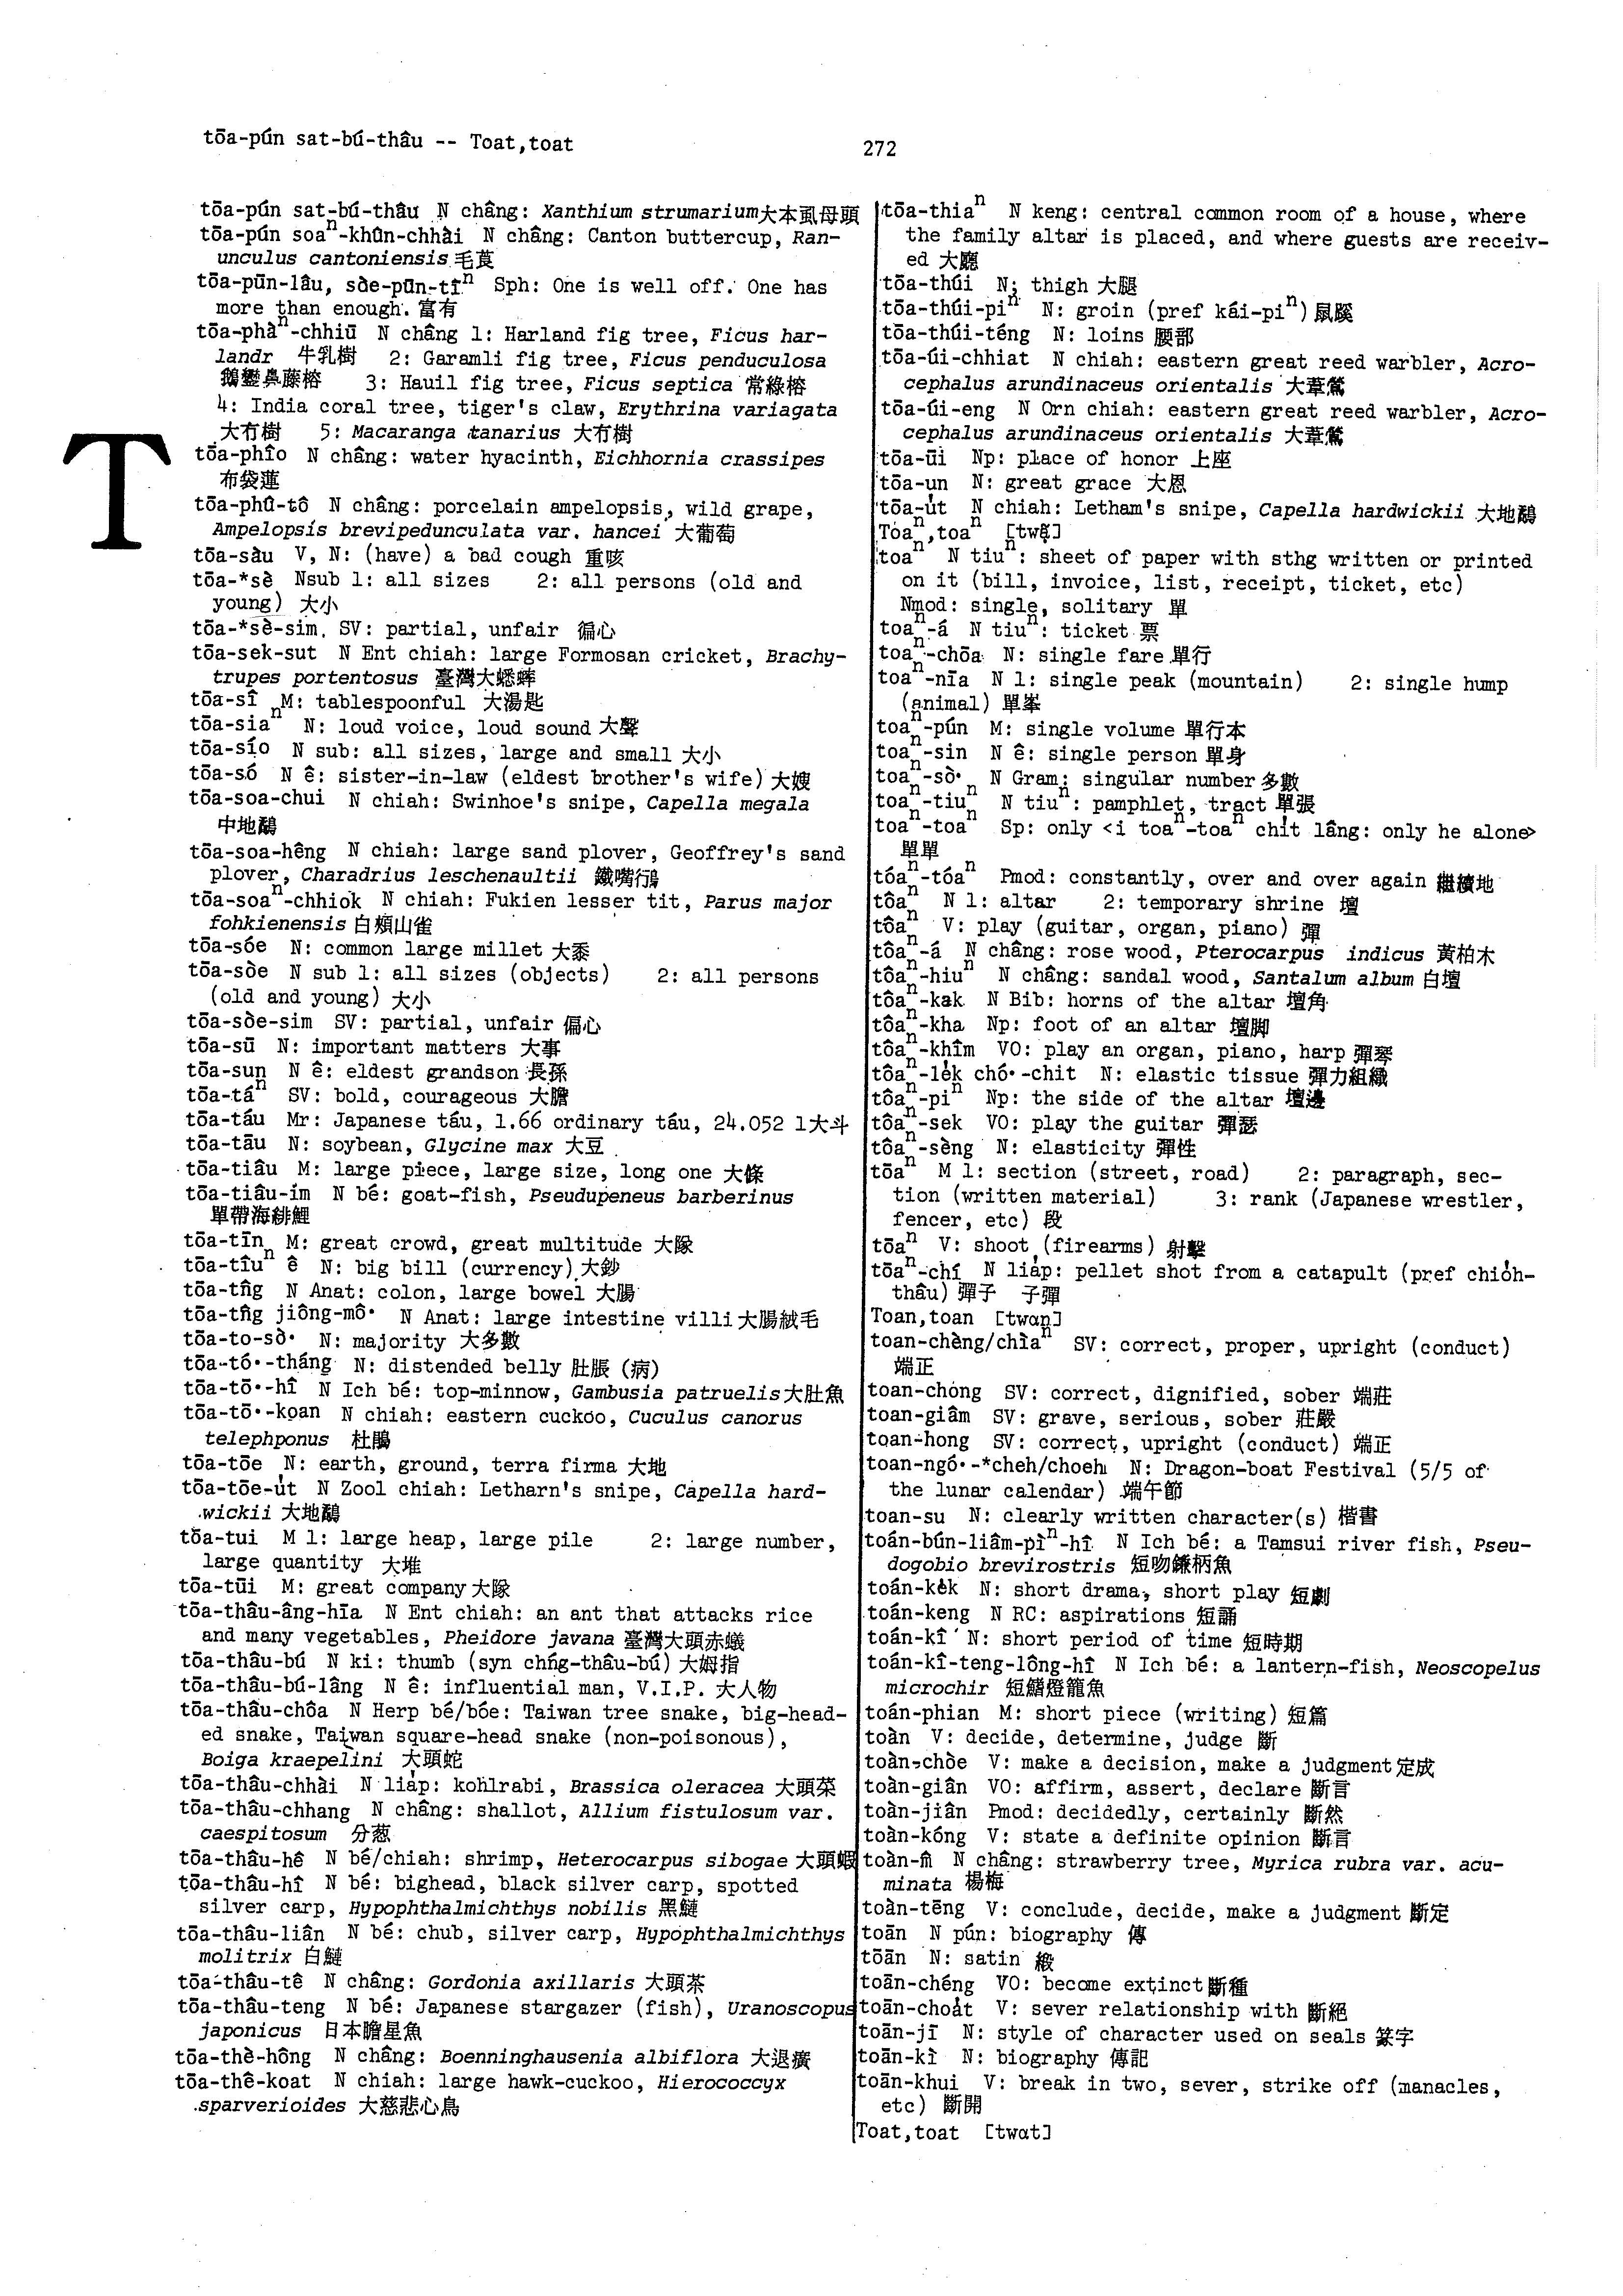 tōa-pún sat-bú-thâu -- Toat,toat
272
tōa-pún sat-bú-thâu N châng: Xanthium strumarium大本虱母頭
tōa-pún soaⁿ-khûn-chhài N châng: Canton buttercup, Ran-
unculus cantoniensis 毛茛
tōa-pūn-lâu, sòe-pūn-tîⁿ Sph: One is well off. One has
more than enough. 富有
tōa-phàⁿ-chhiū N châng 1: Harland fig tree, Ficus har-
landr 牛乳樹 2: Garamli fig tree, Ficus penduculosa
鵝鑾鼻藤榕 3: Hauil fig tree, Ficus septica 常綠榕
4: India coral tree, tiger's claw, Erythrina variagata
大冇樹 5: Macaranga tanarius 大冇樹
T
tōa-phîo N châng: water hyacinth, Eichhornia crassipes
布袋蓮
tōa-phû-tô N châng: porcelain ampelopsis, wild grape,
Ampelopsis brevipedunculata var. hancei 大葡萄
tōa-sàu V, N: (have) a bad cough 重咳
tōa-*sè Nsub 1: all sizes 2: all persons (old and
young) 大小
tōa-*sè-sim. SV: partial, unfair 偏心
tōa-sek-sut N Ent chiah: large Formosan cricket, Brachy-
trupes portentosus 臺灣大蟋蟀
tōa-sî M: tablespoonful 大湯匙
tōa-siaⁿ N: loud voice, loud sound 大聲
tōa-sío N sub: all sizes, large and small 大小
tōa-só N ê: sister-in-law (eldest brother's wife) 大嫂
tōa-soa-chui N chiah: Swinhoe's snipe, Capella megala
中地鷸
tōa-soa-hêng N chiah: large sand plover, Geoffrey's sand
plover, Charadrius leschenaultii 鐵嘴行鳥
tōa-soaⁿ-chhiok N chiah: Fukien lesser tit, Parus major
fohkienensis 白頰山雀
tōa-sóe N: common large millet 大黍
tōa-sòe N sub 1: all sizes (objects) 2: all persons
(old and young) 大小
tōa-sòe-sim SV: partial, unfair 偏心
tōa-sū N: important matters 大事
tōa-sun N ê: eldest grandson 長孫
tōa-táⁿ SV: bold, courageous 大膽
tōa-táu Mr: Japanese táu, 1.66 ordinary táu, 24.052 l大斗
tōa-tāu N: soybean, Glycine max 大豆
tōa-tiâu M: large piece, large size, long one 大條
tōa-tiâu-ím N bé: goat-fish, Pseudupeneus barberinus
單帶海緋鯉
tōa-tīn M: great crowd, great multitude 大隊
tōa-tîuⁿ ê N: big bill (currency) 大鈔
tōa-tn̂g N Anat: colon, large bowel 大腸
tōa-tn̂g jiông-mô· N Anat: large intestine villi 大腸絨毛
tōa-to-sò· N: majority 大多數
tōa-tó·-tháng N: distended belly 肚脹 (病)
tōa-tō·-hî N Ich bé: top-minnow, Gambusia patruelis大肚魚
tōa-tō·-koan N chiah: eastern cuckoo, Cuculus canorus
telephponus 杜鵑
tōa-tōe N: earth, ground, terra firma 大地
tōa-tōe-u̍t N Zool chiah: Letharn's snipe, Capella hard-
wickii 大地鷸
tōa-tui M 1: large heap, large pile 2: large number,
large quantity 大堆
tōa-tūi M: great company 大隊
tōa-thâu-âng-hīa N Ent chiah: an ant that attacks rice
and many vegetables, Pheidore javana 臺灣大頭赤蟻
tōa-thâu-bú N ki: thumb (syn chńg-thâu-bú) 大姆指
tōa-thâu-bú-lâng N ê: influential man, V.I.P. 大人物
tōa-thâu-chôa N Herp bé/bóe: Taiwan tree snake, big-head-
ed snake, Taiwan square-head snake (non-poisonous),
Boiga kraepelini 大頭蛇
tōa-thâu-chhài N lia̍p: kohlrabi, Brassica oleracea 大頭菜
tōa-thâu-chhang N châng: shallot, Allium fistulosum var.
caespitosum 分葱
tōa-thâu-hê N bé/chiah: shrimp, Heterocarpus sibogae 大頭蝦
tōa-thâu-hî N bé: bighead, black silver carp, spotted
silver carp, Hypophthalmichthys nobilis 黑鰱
tōa-thâu-liân N bé: chub, silver carp, Hypophthalmichthys
molitrix 白鰱
tōa-thâu-tê N châng: Gordonia axillaris 大頭茶
tōa-thâu-teng N bé: Japanese stargazer (fish), Uranoscopus
japonicus 日本瞻星魚
tōa-thè-hông N châng: Boenninghausenia albiflora 大退癀
tōa-thê-koat N chiah: large hawk-cuckoo, Hierococcyx
sparverioides 大慈悲心鳥
tōa-thiaⁿ N keng: central common room of a house, where
the family altar is placed, and where guests are receiv-
ed 大廳
tōa-thúi N: thigh 大腿
tōa-thúi-piⁿ N: groin (pref kái-piⁿ) 鼠蹊
tōa-thúi-téng N: loins 腰部
tōa-úi-chhiat N chiah: eastern great reed warbler, Acro-
cephalus arundinaceus orientalis 大葦鶯
tōa-úi-eng N Orn chiah: eastern great reed warbler, Acro-
cephalus arundinaceus orientalis 大葦鶯
tōa-ūi Np: place of honor 上座
tōa-un N: great grace 大恩
tōa-u̍t N chiah: Letham's snipe, Capella hardwickii 大地鷸
Toaⁿ,toaⁿ [twã]
toaⁿ N tiuⁿ: sheet of paper with sthg written or printed
on it (bill, invoice, list, receipt, ticket, etc)
Nmod: single, solitary 單
toaⁿ-á N tiuⁿ: ticket 票
toaⁿ-chōa N: single fare 單行
toaⁿ-nīa N 1: single peak (mountain) 2: single hump
(animal) 單峯
toaⁿ-pún M: single volume 單行本
toaⁿ-sin N ê: single person 單身
toaⁿ-sò· N Gram: singular number 多數
toaⁿ-tiuⁿ N tiuⁿ: pamphlet, tract 單張
toaⁿ-toaⁿ Sp: only <i toaⁿ-toaⁿ chi̍t lâng: only he alone>
單單
tóaⁿ-tóaⁿ Pmod: constantly, over and over again 繼續地
tôaⁿ N 1: altar 2: temporary shrine 壇
tôaⁿ V: play (guitar, organ, piano) 彈
tôaⁿ-á N châng: rose wood, Pterocarpus indicus 黃柏木
tôaⁿ-hiuⁿ N châng: sandal wood, Santalum album 白壇
tôaⁿ-kak N Bib: horns of the altar 壇角
tôaⁿ-kha Np: foot of an altar 壇脚
tôaⁿ-khîm VO: play an organ, piano, harp 彈琴
tôaⁿ-le̍k chó·-chit N: elastic tissue 彈力組織
tôaⁿ-piⁿ Np: the side of the altar 壇邊
tôaⁿ-sek VO: play the guitar 彈瑟
tôaⁿ-sèng N: elasticity 彈性
tōaⁿ M 1: section (street, road) 2: paragraph, sec-
tion (written material) 3: rank (Japanese wrestler,
fencer, etc) 段
tōaⁿ V: shoot (firearms) 射擊
tōaⁿ-chí N lia̍p: pellet shot from a catapult (pref chio̍h-
thâu) 彈子 子彈
Toan,toan [twɑn]
toan-chèng/chìaⁿ SV: correct, proper, upright (conduct)
端正
toan-chong SV: correct, dignified, sober 端莊
toan-giâm SV: grave, serious, sober 莊嚴
toan-hong SV: correct, upright (conduct) 端正
toan-ngó·-*cheh/choeh N: Dragon-boat Festival (5/5 of
the lunar calendar) 端午節
toan-su N: clearly written character(s) 楷書
toán-bún-liâm-pìⁿ-hî N Ich bé: a Tamsui river fish, Pseu-
dogobio brevirostris 短吻鐮柄魚
toán-ke̍k N: short drama, short play 短劇
toán-keng N RC: aspirations 短誦
toán-kî N: short period of time 短時期
toán-kî-teng-lông-hî N Ich bé: a lantern-fish, Neoscopelus
microchir 短鰭燈籠魚
toán-phian M: short piece (writing) 短篇
toàn V: decide, determine, judge 斷
toàn-chòe V: make a decision, make a judgment 定成
toàn-giân VO: affirm, assert, declare 斷言
toàn-jiân Pmod: decidedly, certainly 斷然
toàn-kóng V: state a definite opinion 斷言
toàn-m̂ N châng: strawberry tree, Myrica rubra var. acu-
minata 楊梅
toàn-tēng V: conclude, decide, make a judgment 斷定
toān N pún: biography 傳
tōān N: satin 緞
toān-chéng VO: become extinct 斷種
toān-choa̍t V: sever relationship with 斷絕
toān-jī N: style of character used on seals 篆字
toān-kì N: biography 傳記
toān-khui V: break in two, sever, strike off (manacles,
etc) 斷開
Toat,toat [twɑt]